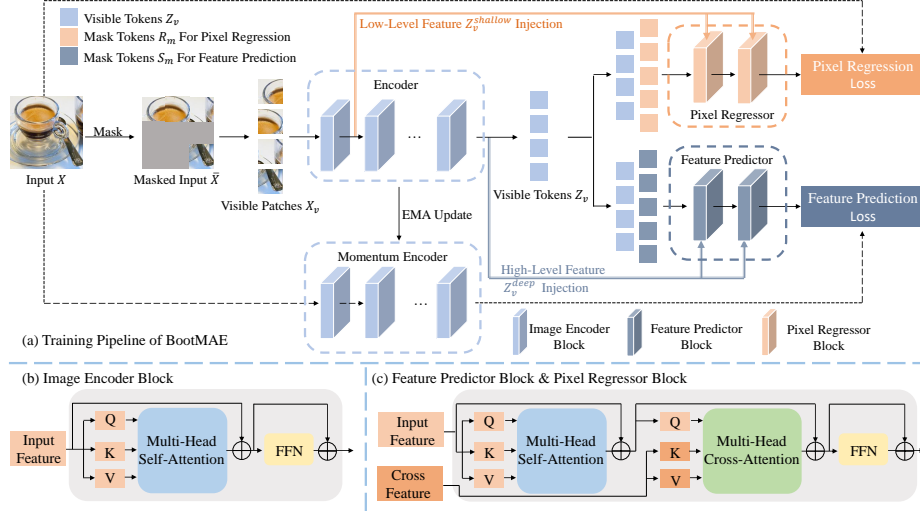 Visible Tokens Z_v
Mask Tokens R_m For Pixel Regression
Mask Tokens S_m For Feature Prediction
Low-Level Feature Z_v^{shallow} Injection
Encoder
Pixel Regressor
Pixel Regression
Loss
Mask
Input X
Masked Input X̄
Visible Patches X_v
Visible Tokens Z_v
Feature Predictor
Feature Prediction
Loss
EMA Update
Momentum Encoder
High-Level Feature
Z_v^{deep} Injection
(a) Training Pipeline of BootMAE
Image Encoder
Block
Feature Predictor
Block
Pixel Regressor
Block
(b) Image Encoder Block
Input
Feature
Q
K
V
Multi-Head
Self-Attention
FFN
(c) Feature Predictor Block & Pixel Regressor Block
Input
Feature
Cross
Feature
Q
K
V
Multi-Head
Self-Attention
Q
K
V
Multi-Head
Cross-Attention
FFN